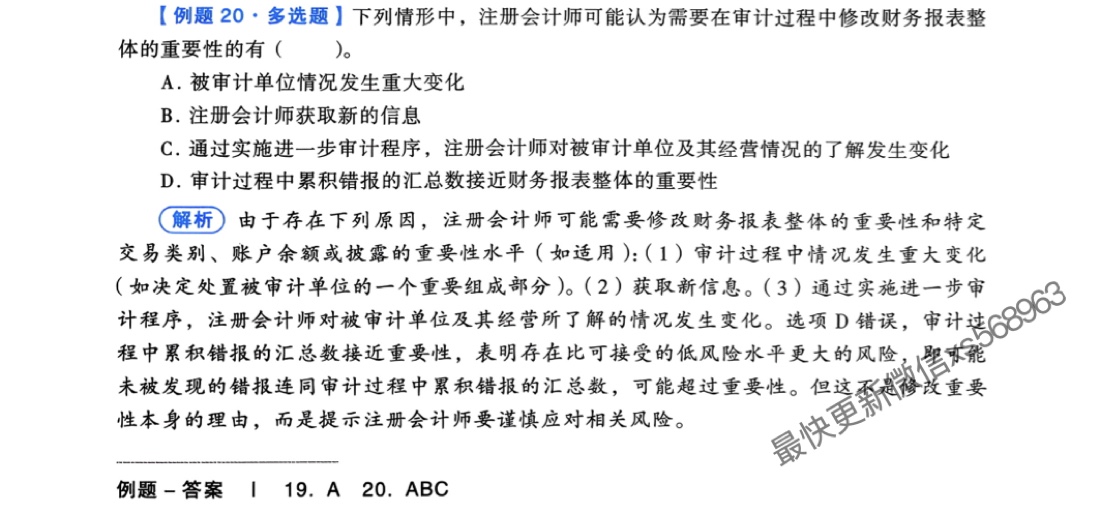 【例题 20·多选题】下列情形中，注册会计师可能认为需要在审计过程中修改财务报表整
体的重要性的有（　　）。
A. 被审计单位情况发生重大变化
B. 注册会计师获取新的信息
C. 通过实施进一步审计程序，注册会计师对被审计单位及其经营情况的了解发生变化
D. 审计过程中累积错报的汇总数接近财务报表整体的重要性
解析 由于存在下列原因，注册会计师可能需要修改财务报表整体的重要性和特定
交易类别、账户余额或披露的重要性水平（如适用）：（1）审计过程中情况发生重大变化
（如决定处置被审计单位的一个重要组成部分）。（2）获取新信息。（3）通过实施进一步审
计程序，注册会计师对被审计单位及其经营所了解的情况发生变化。选项 D 错误，审计过
程中累积错报的汇总数接近重要性，表明存在比可接受的低风险水平更大的风险，即可能
未被发现的错报连同审计过程中累积错报的汇总数，可能超过重要性。但这不是修改重要
性本身的理由，而是提示注册会计师要谨慎应对相关风险。
最快更新微信xs568963
例题 – 答案 | 19. A 20. ABC